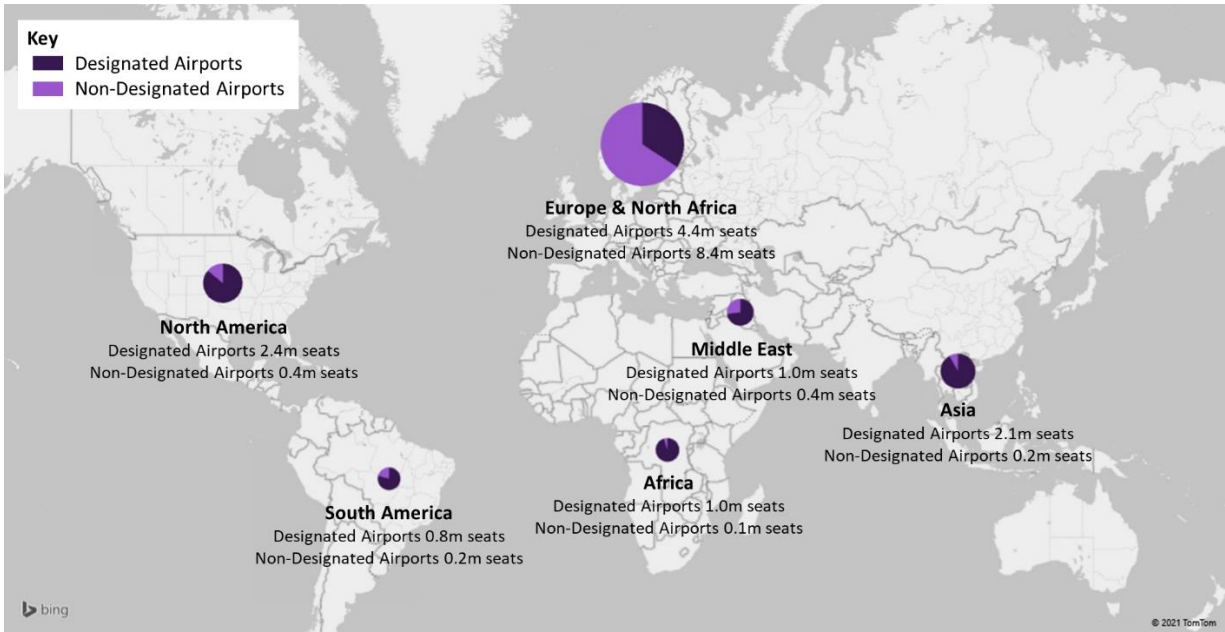 Key
Designated Airports
Non-Designated Airports
Europe & North Africa
Designated Airports 4.4m seats
Non-Designated Airports 8.4m seats
North America
Designated Airports 2.4m seats
Non-Designated Airports 0.4m seats
Middle East
Designated Airports 1.0m seats
Non-Designated Airports 0.4m seats
Asia
Designated Airports 2.1m seats
Non-Designated Airports 0.2m seats
Africa
Designated Airports 1.0m seats
Non-Designated Airports 0.1m seats
South America
Designated Airports 0.8m seats
Non-Designated Airports 0.2m seats
bing
© 2021 TomTom